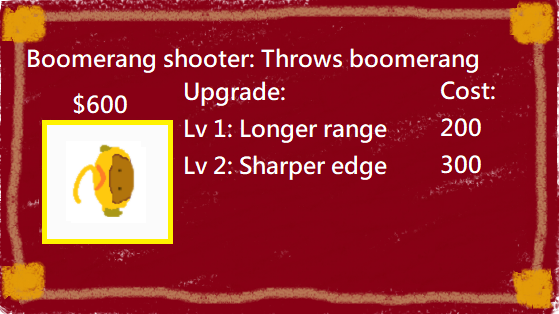 Boomerang shooter: Throws boomerang
$600
Upgrade: Cost:
Lv 1: Longer range 200
Lv 2: Sharper edge 300